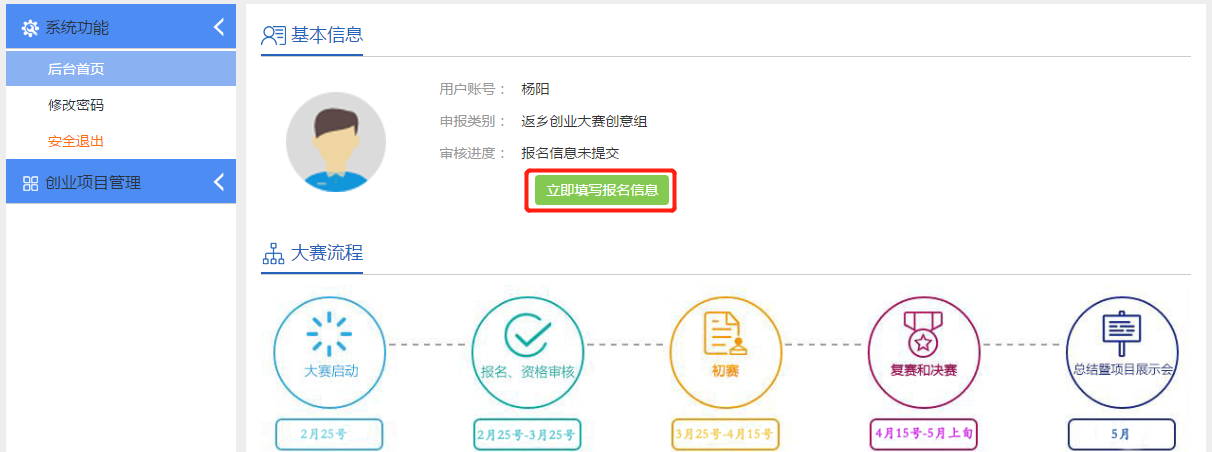 系统功能
后台首页
修改密码
安全退出
创业项目管理
基本信息
用户账号： 杨阳
申报类别： 返乡创业大赛创意组
审核进度： 报名信息未提交
立即填写报名信息
大赛流程
大赛启动
报名、资格审核
初赛
复赛和决赛
总结暨项目展示会
2月25号
2月25号-3月25号
3月25号-4月15号
4月15号-5月上旬
5月